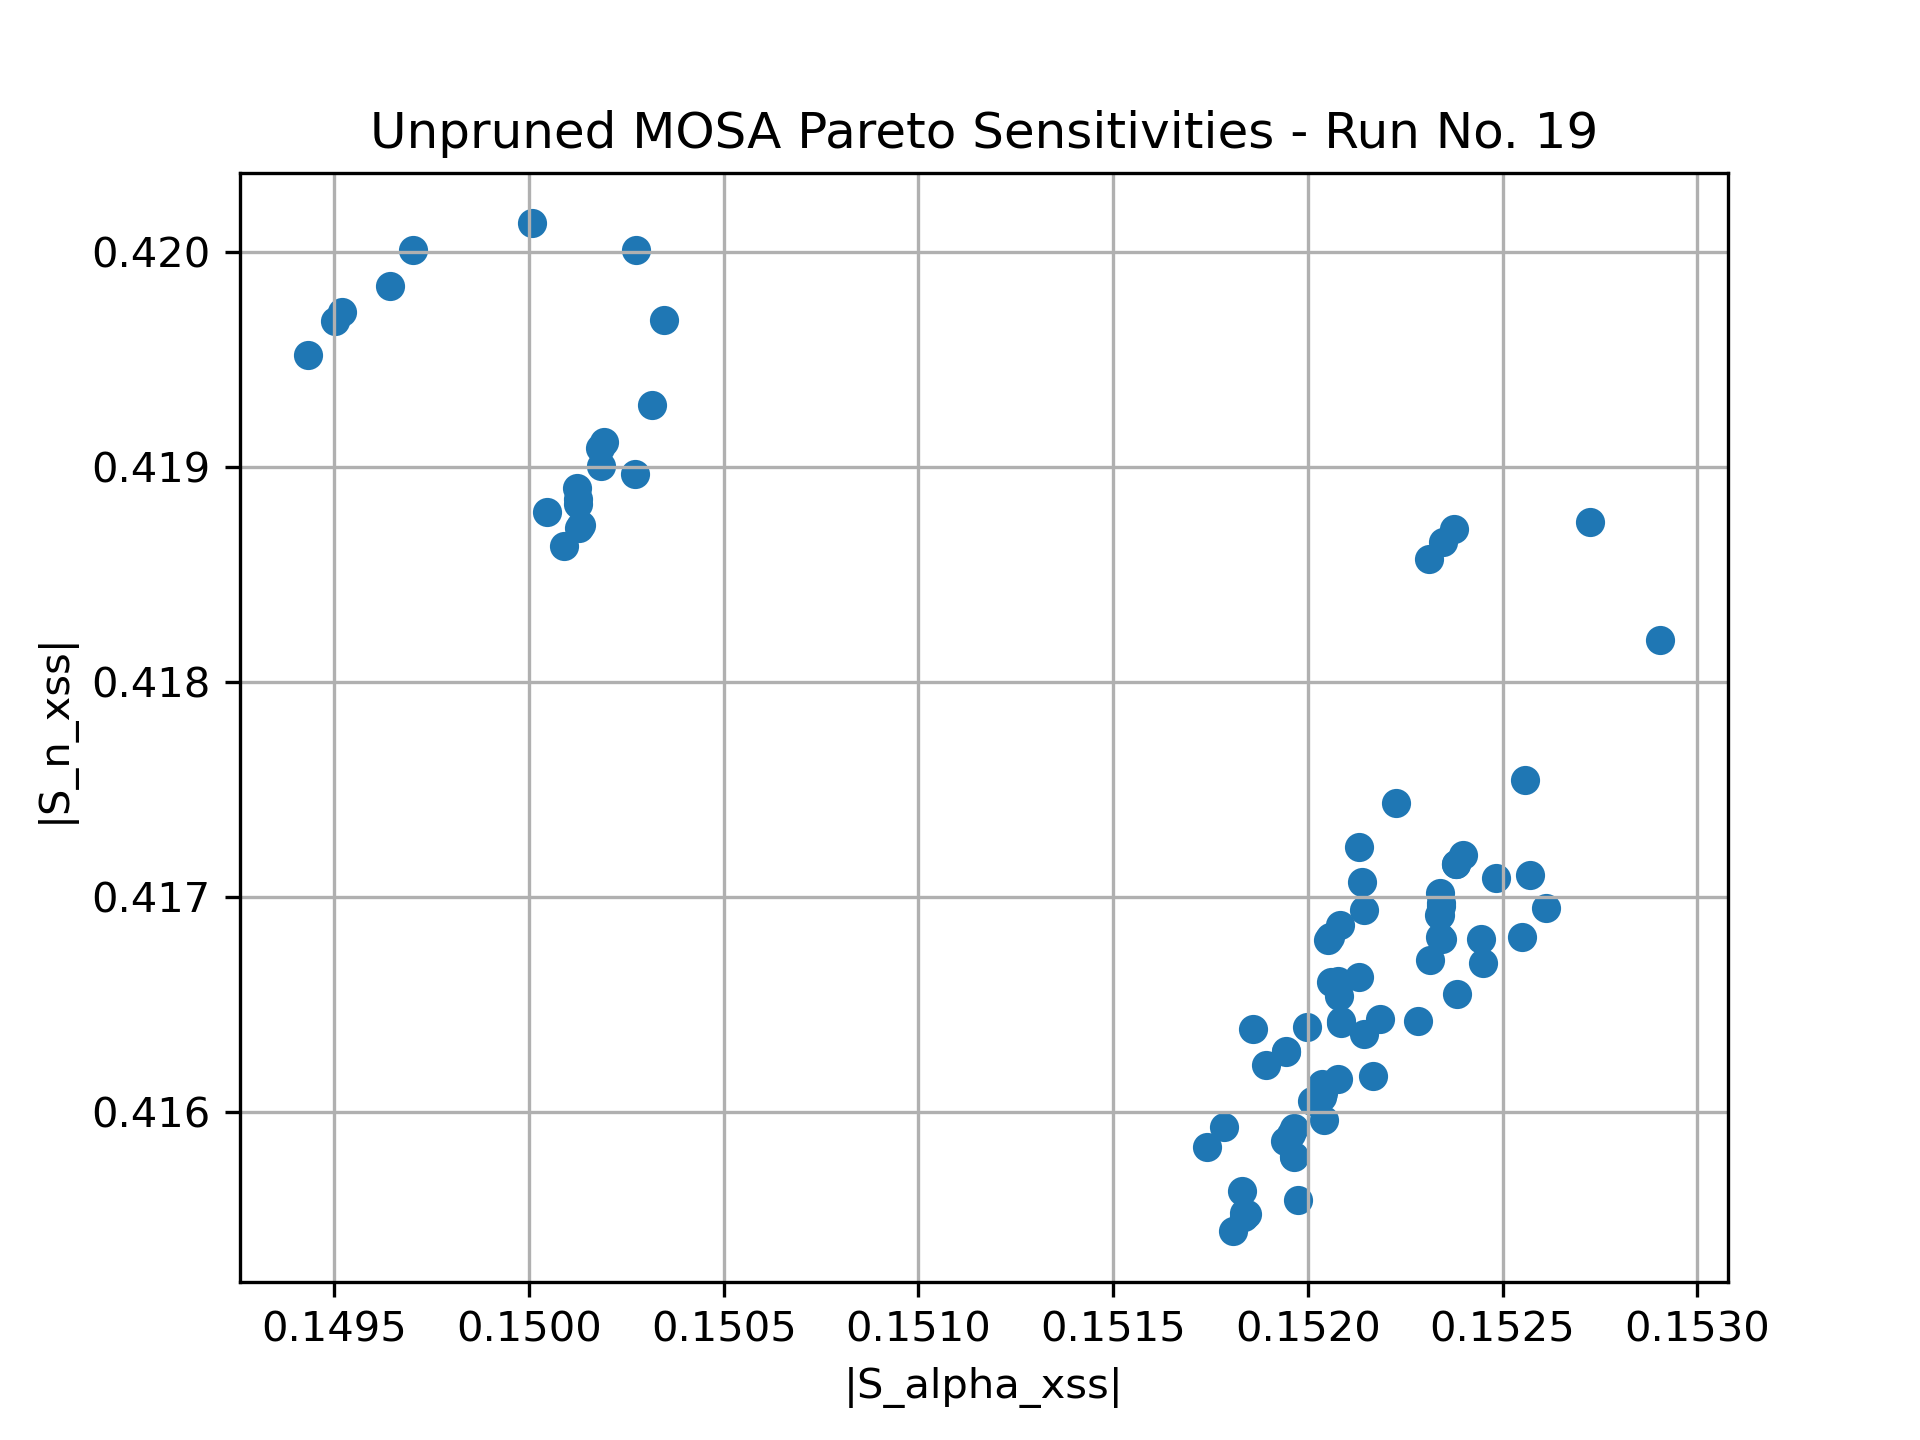 Unpruned MOSA Pareto Sensitivities - Run No. 19
|S_n_xss|
0.420
0.419
0.418
0.417
0.416
0.1495 0.1500 0.1505 0.1510 0.1515 0.1520 0.1525 0.1530
|S_alpha_xss|